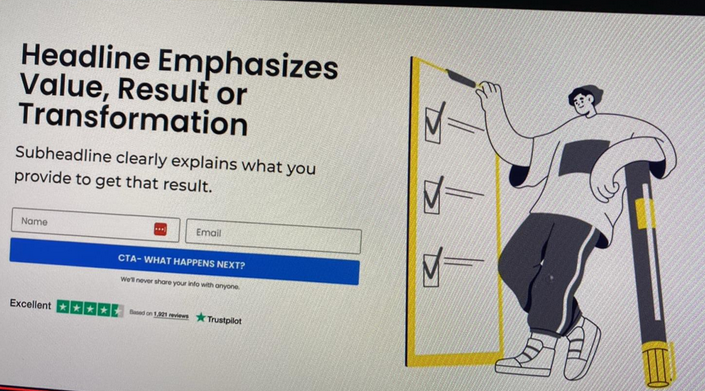 Headline Emphasizes
Value, Result or
Transformation
Subheadline clearly explains what you
provide to get that result.
Name
Email
CTA- WHAT HAPPENS NEXT?
We'll never share your info with anyone.
Excellent
Based on 1,921 reviews
Trustpilot